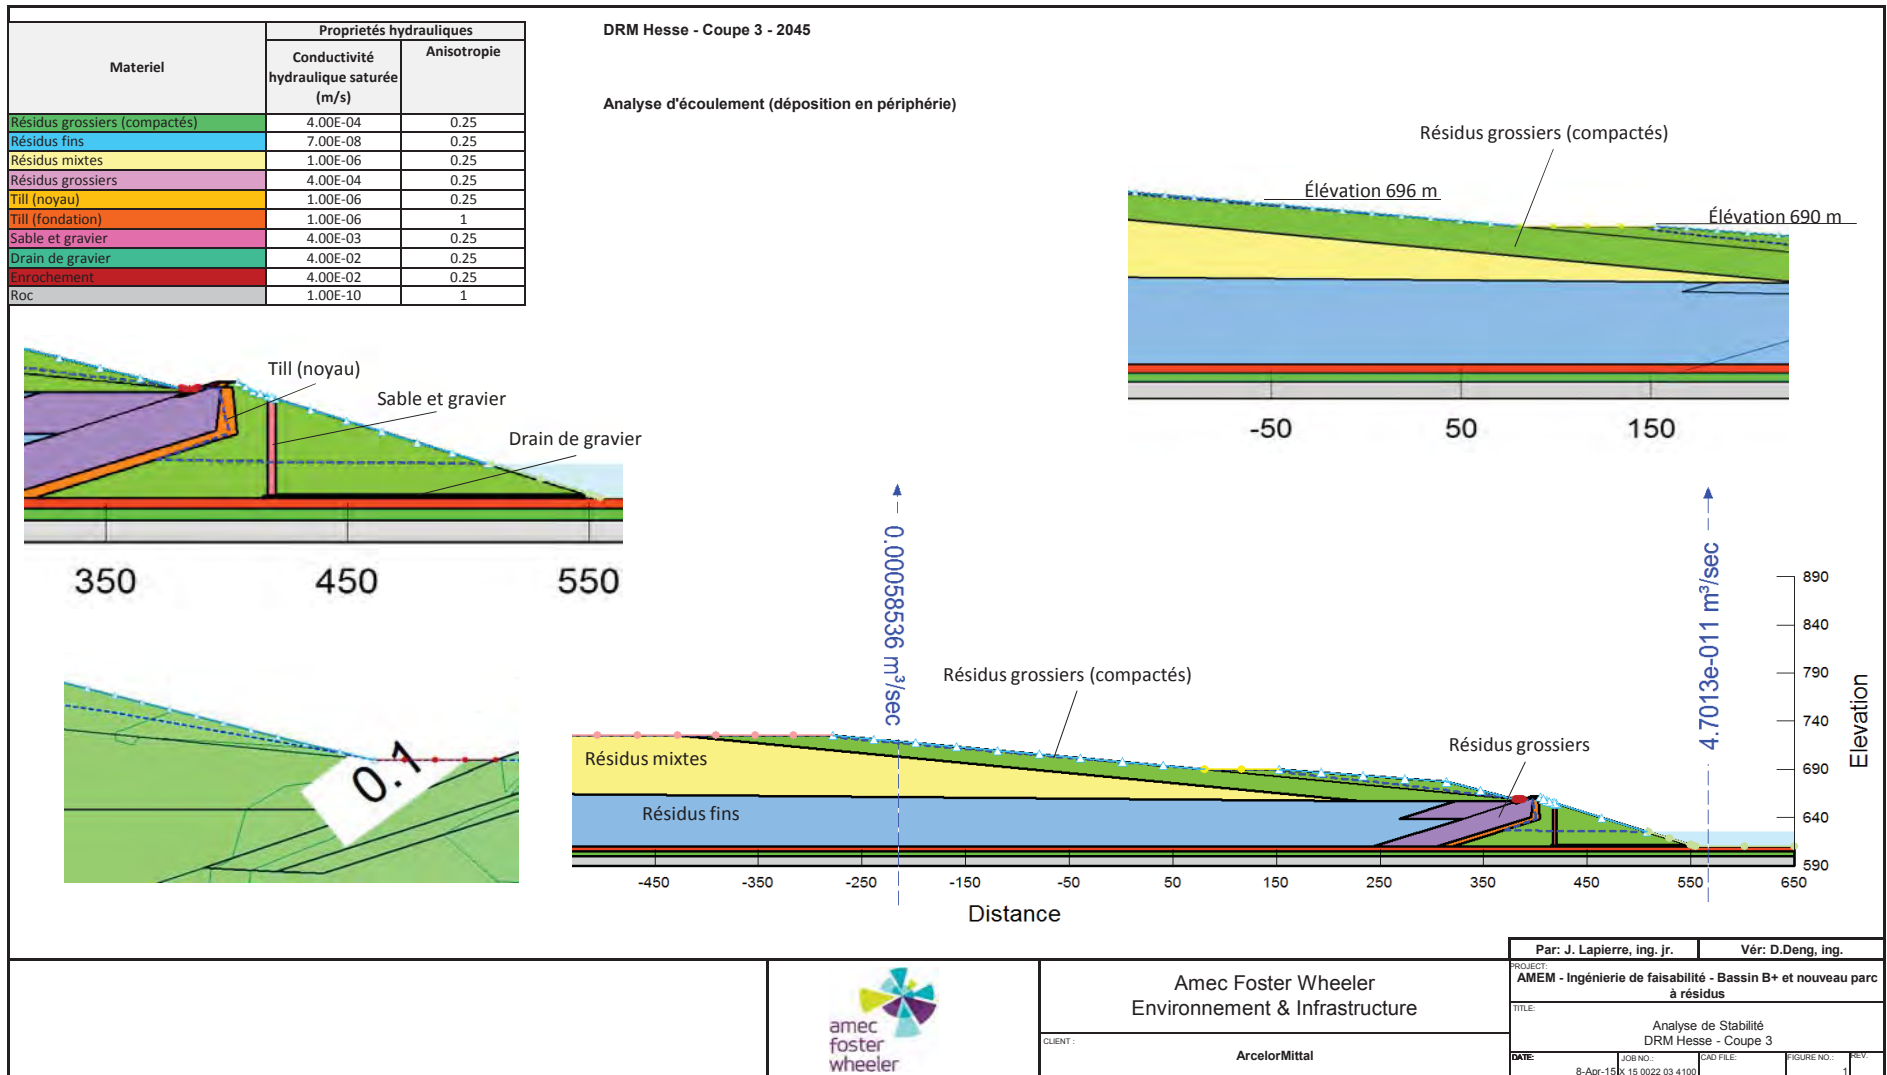 DRM Hesse - Coupe 3 - 2045
Analyse d'écoulement (déposition en périphérie)
Materiel
Propriétés hydrauliques
Conductivité hydraulique saturée (m/s)
Anisotropie
Résidus grossiers (compactés) 4.00E-04 0.25
Résidus fins 7.00E-08 0.25
Résidus mixtes 1.00E-06 0.25
Résidus grossiers 4.00E-04 0.25
Till (noyau) 1.00E-06 0.25
Till (fondation) 1.00E-06 1
Sable et gravier 4.00E-03 0.25
Drain de gravier 4.00E-02 0.25
Enrochement 4.00E-02 0.25
Roc 1.00E-10 1
Résidus grossiers (compactés)
Élévation 696 m
Élévation 690 m
-50 50 150
Till (noyau)
Sable et gravier
Drain de gravier
350 450 550
0.1
0.00058536 m³/sec
4.7013e-011 m³/sec
Résidus grossiers (compactés)
Résidus grossiers
Résidus mixtes
Résidus fins
890
840
790
740
690
640
590
Elevation
-450 -350 -250 -150 -50 50 150 250 350 450 550 650
Distance
Par: J. Lapierre, ing. jr. Vér: D.Deng, ing.
PROJECT:
AMEM - Ingénierie de faisabilité - Bassin B+ et nouveau parc
à résidus
TITLE:
Analyse de Stabilité
DRM Hesse - Coupe 3
DATE: JOB NO.: CAD FILE: FIGURE NO.: REV.
8-Apr-15 X 15 0022 03 4100 1
amec
foster
wheeler
Amec Foster Wheeler
Environnement & Infrastructure
CLIENT :
ArcelorMittal